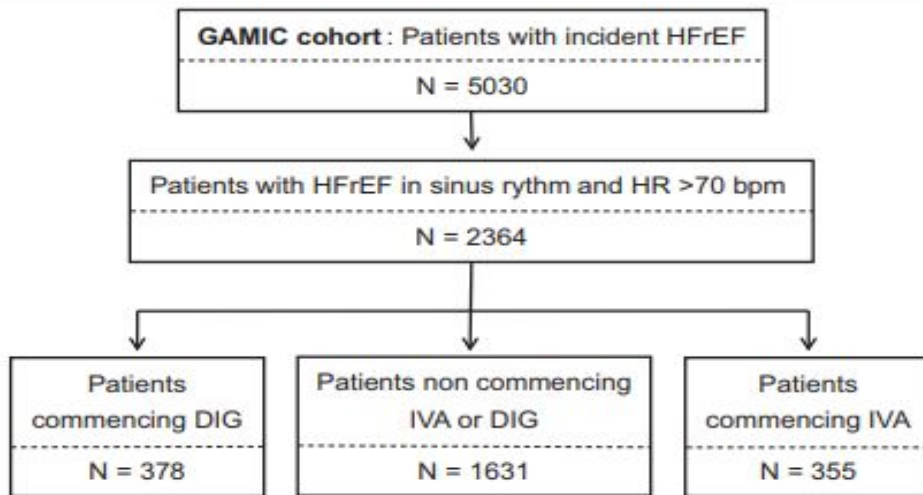 GAMIC cohort : Patients with incident HFrEF
N = 5030
Patients with HFrEF in sinus rythm and HR >70 bpm
N = 2364
Patients
commencing DIG
N = 378
Patients non commencing
IVA or DIG
N = 1631
Patients
commencing IVA
N = 355